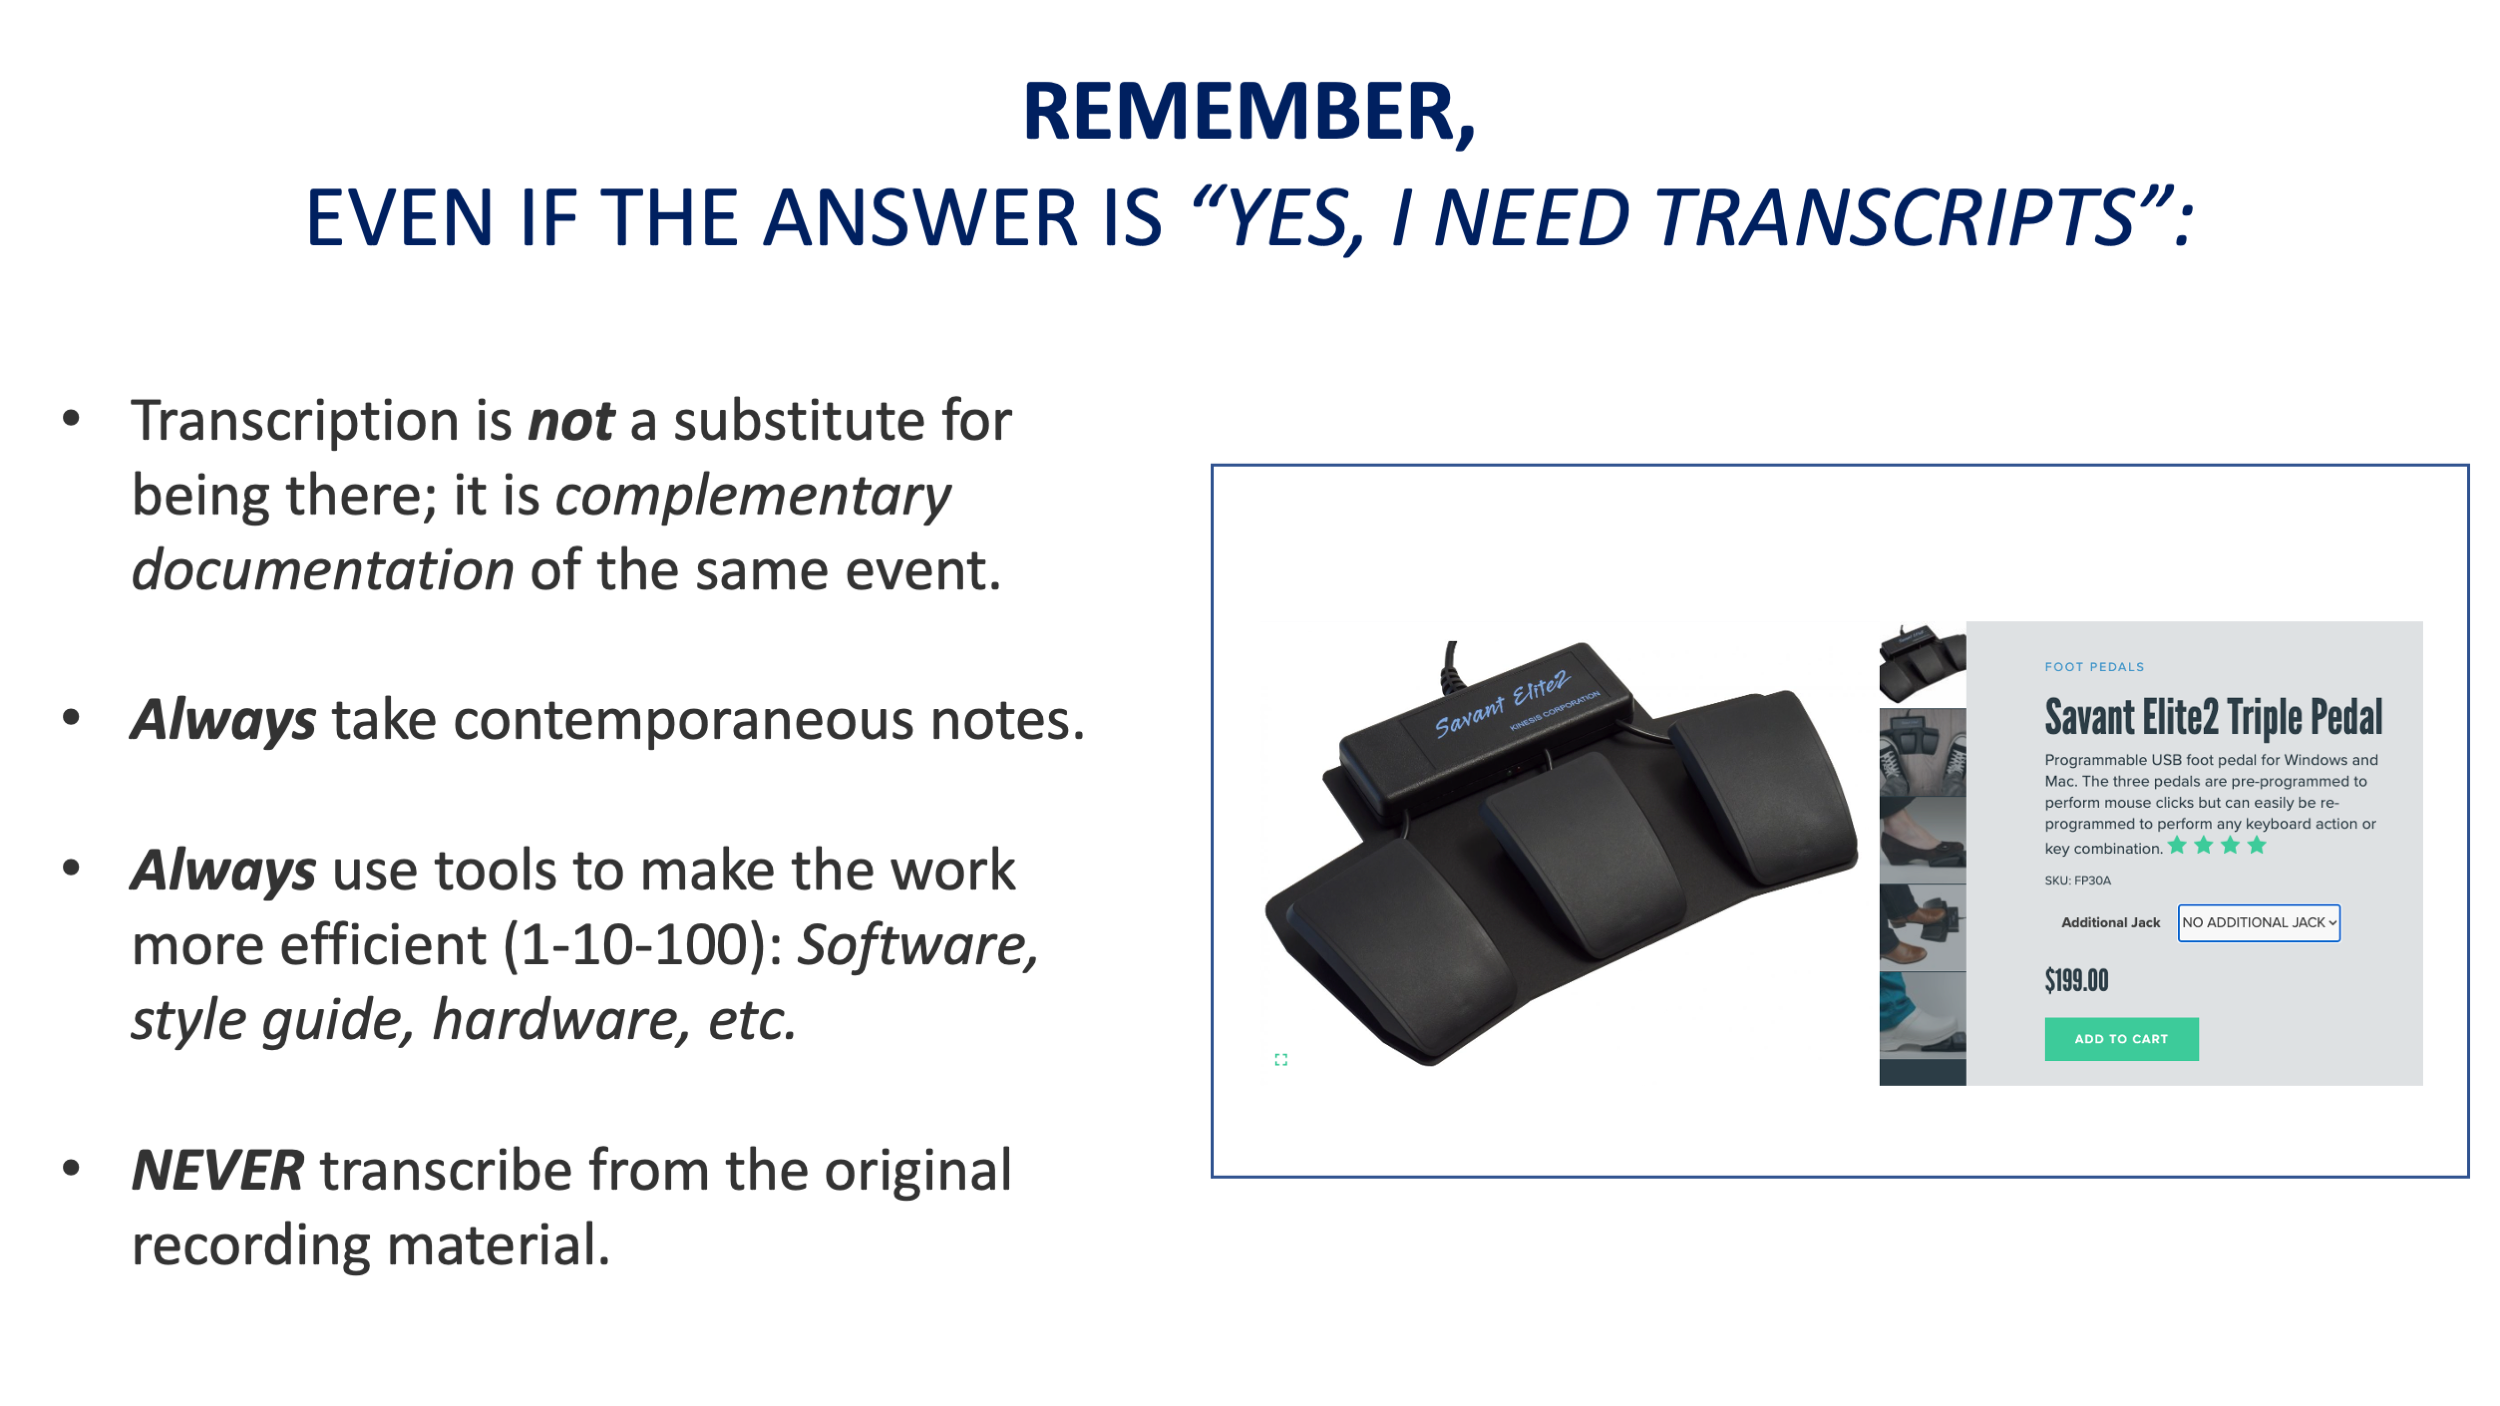 REMEMBER,
EVEN IF THE ANSWER IS “YES, I NEED TRANSCRIPTS”:
• Transcription is not a substitute for
being there; it is complementary
documentation of the same event.
• Always take contemporaneous notes.
• Always use tools to make the work
more efficient (1-10-100): Software,
style guide, hardware, etc.
• NEVER transcribe from the original
recording material.
Savant Elite2
KINESIS CORPORATION
FOOT PEDALS
Savant Elite2 Triple Pedal
Programmable USB foot pedal for Windows and
Mac. The three pedals are pre-programmed to
perform mouse clicks but can easily be re-
programmed to perform any keyboard action or
key combination.
SKU: FP30A
Additional Jack NO ADDITIONAL JACK
$199.00
ADD TO CART